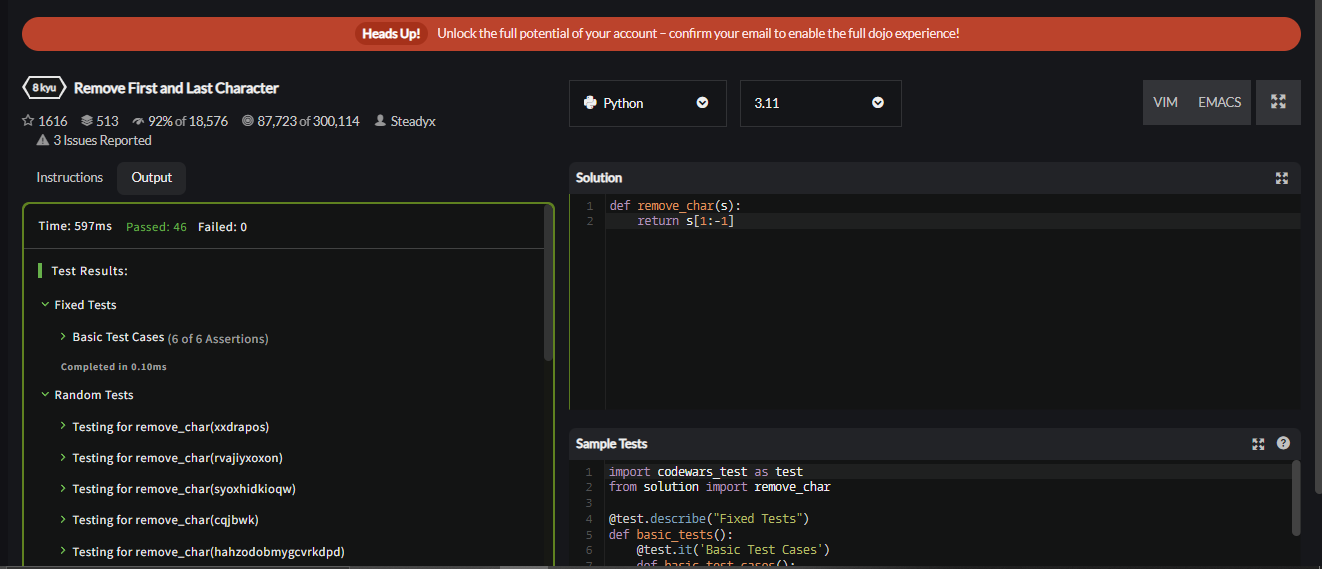 Heads Up! Unlock the full potential of your account – confirm your email to enable the full dojo experience!
8 kyu Remove First and Last Character
1616 513 92% of 18,576 87,723 of 300,114 Steadyx
3 Issues Reported
Instructions Output
Time: 597ms Passed: 46 Failed: 0
Test Results:
Fixed Tests
Basic Test Cases (6 of 6 Assertions)
Completed in 0.10ms
Random Tests
Testing for remove_char(xxdrapos)
Testing for remove_char(rvajiyxoxon)
Testing for remove_char(syoxhidkioqw)
Testing for remove_char(cqjbwk)
Testing for remove_char(hahzodobmygcvrkdpd)
Python 3.11 VIM EMACS
Solution
1 def remove_char(s):
2 return s[1:-1]
Sample Tests
1 import codewars_test as test
2 from solution import remove_char
3
4 @test.describe("Fixed Tests")
5 def basic_tests():
6 @test.it('Basic Test Cases')
def basic_test_cases():